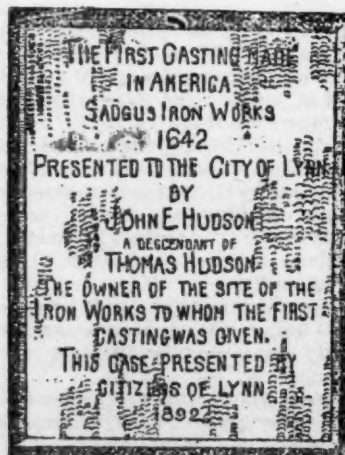 THE FIRST CASTING MADE
IN AMERICA
SAUGUS IRON WORKS
1642
PRESENTED TO THE CITY OF LYNN
BY
JOHN E HUDSON
A DESCENDANT OF
THOMAS HUDSON
THE OWNER OF THE SITE OF THE
IRON WORKS TO WHOM THE FIRST
CASTING WAS GIVEN.
THIS CASE PRESENTED BY
CITIZENS OF LYNN
1892